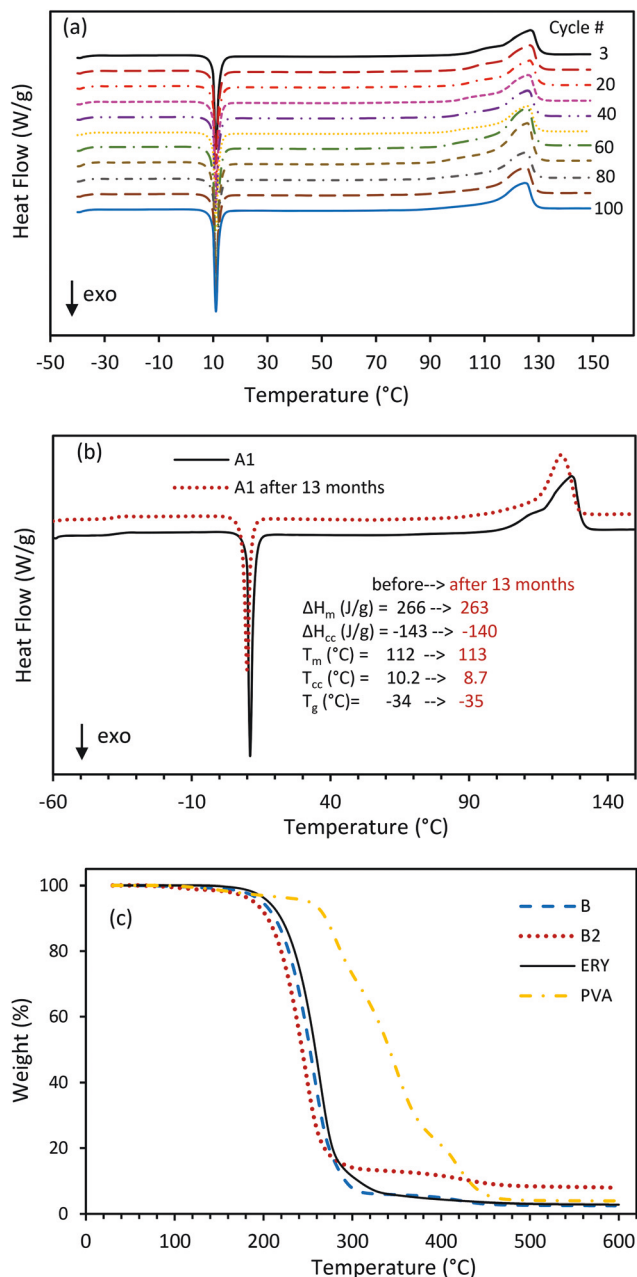 (a)
Cycle #
3
20
40
60
80
100
Heat Flow (W/g)
exo
-50 -30 -10 10 30 50 70 90 110 130 150
Temperature (°C)
(b)
A1
A1 after 13 months
Heat Flow (W/g)
before--> after 13 months
ΔHm (J/g) = 266 --> 263
ΔHcc (J/g) = -143 --> -140
Tm (°C) = 112 --> 113
Tcc (°C) = 10.2 --> 8.7
Tg (°C)= -34 --> -35
exo
-60 -10 40 90 140
Temperature (°C)
(c)
B
B2
ERY
PVA
Weight (%)
100
80
60
40
20
0
0 100 200 300 400 500 600
Temperature (°C)